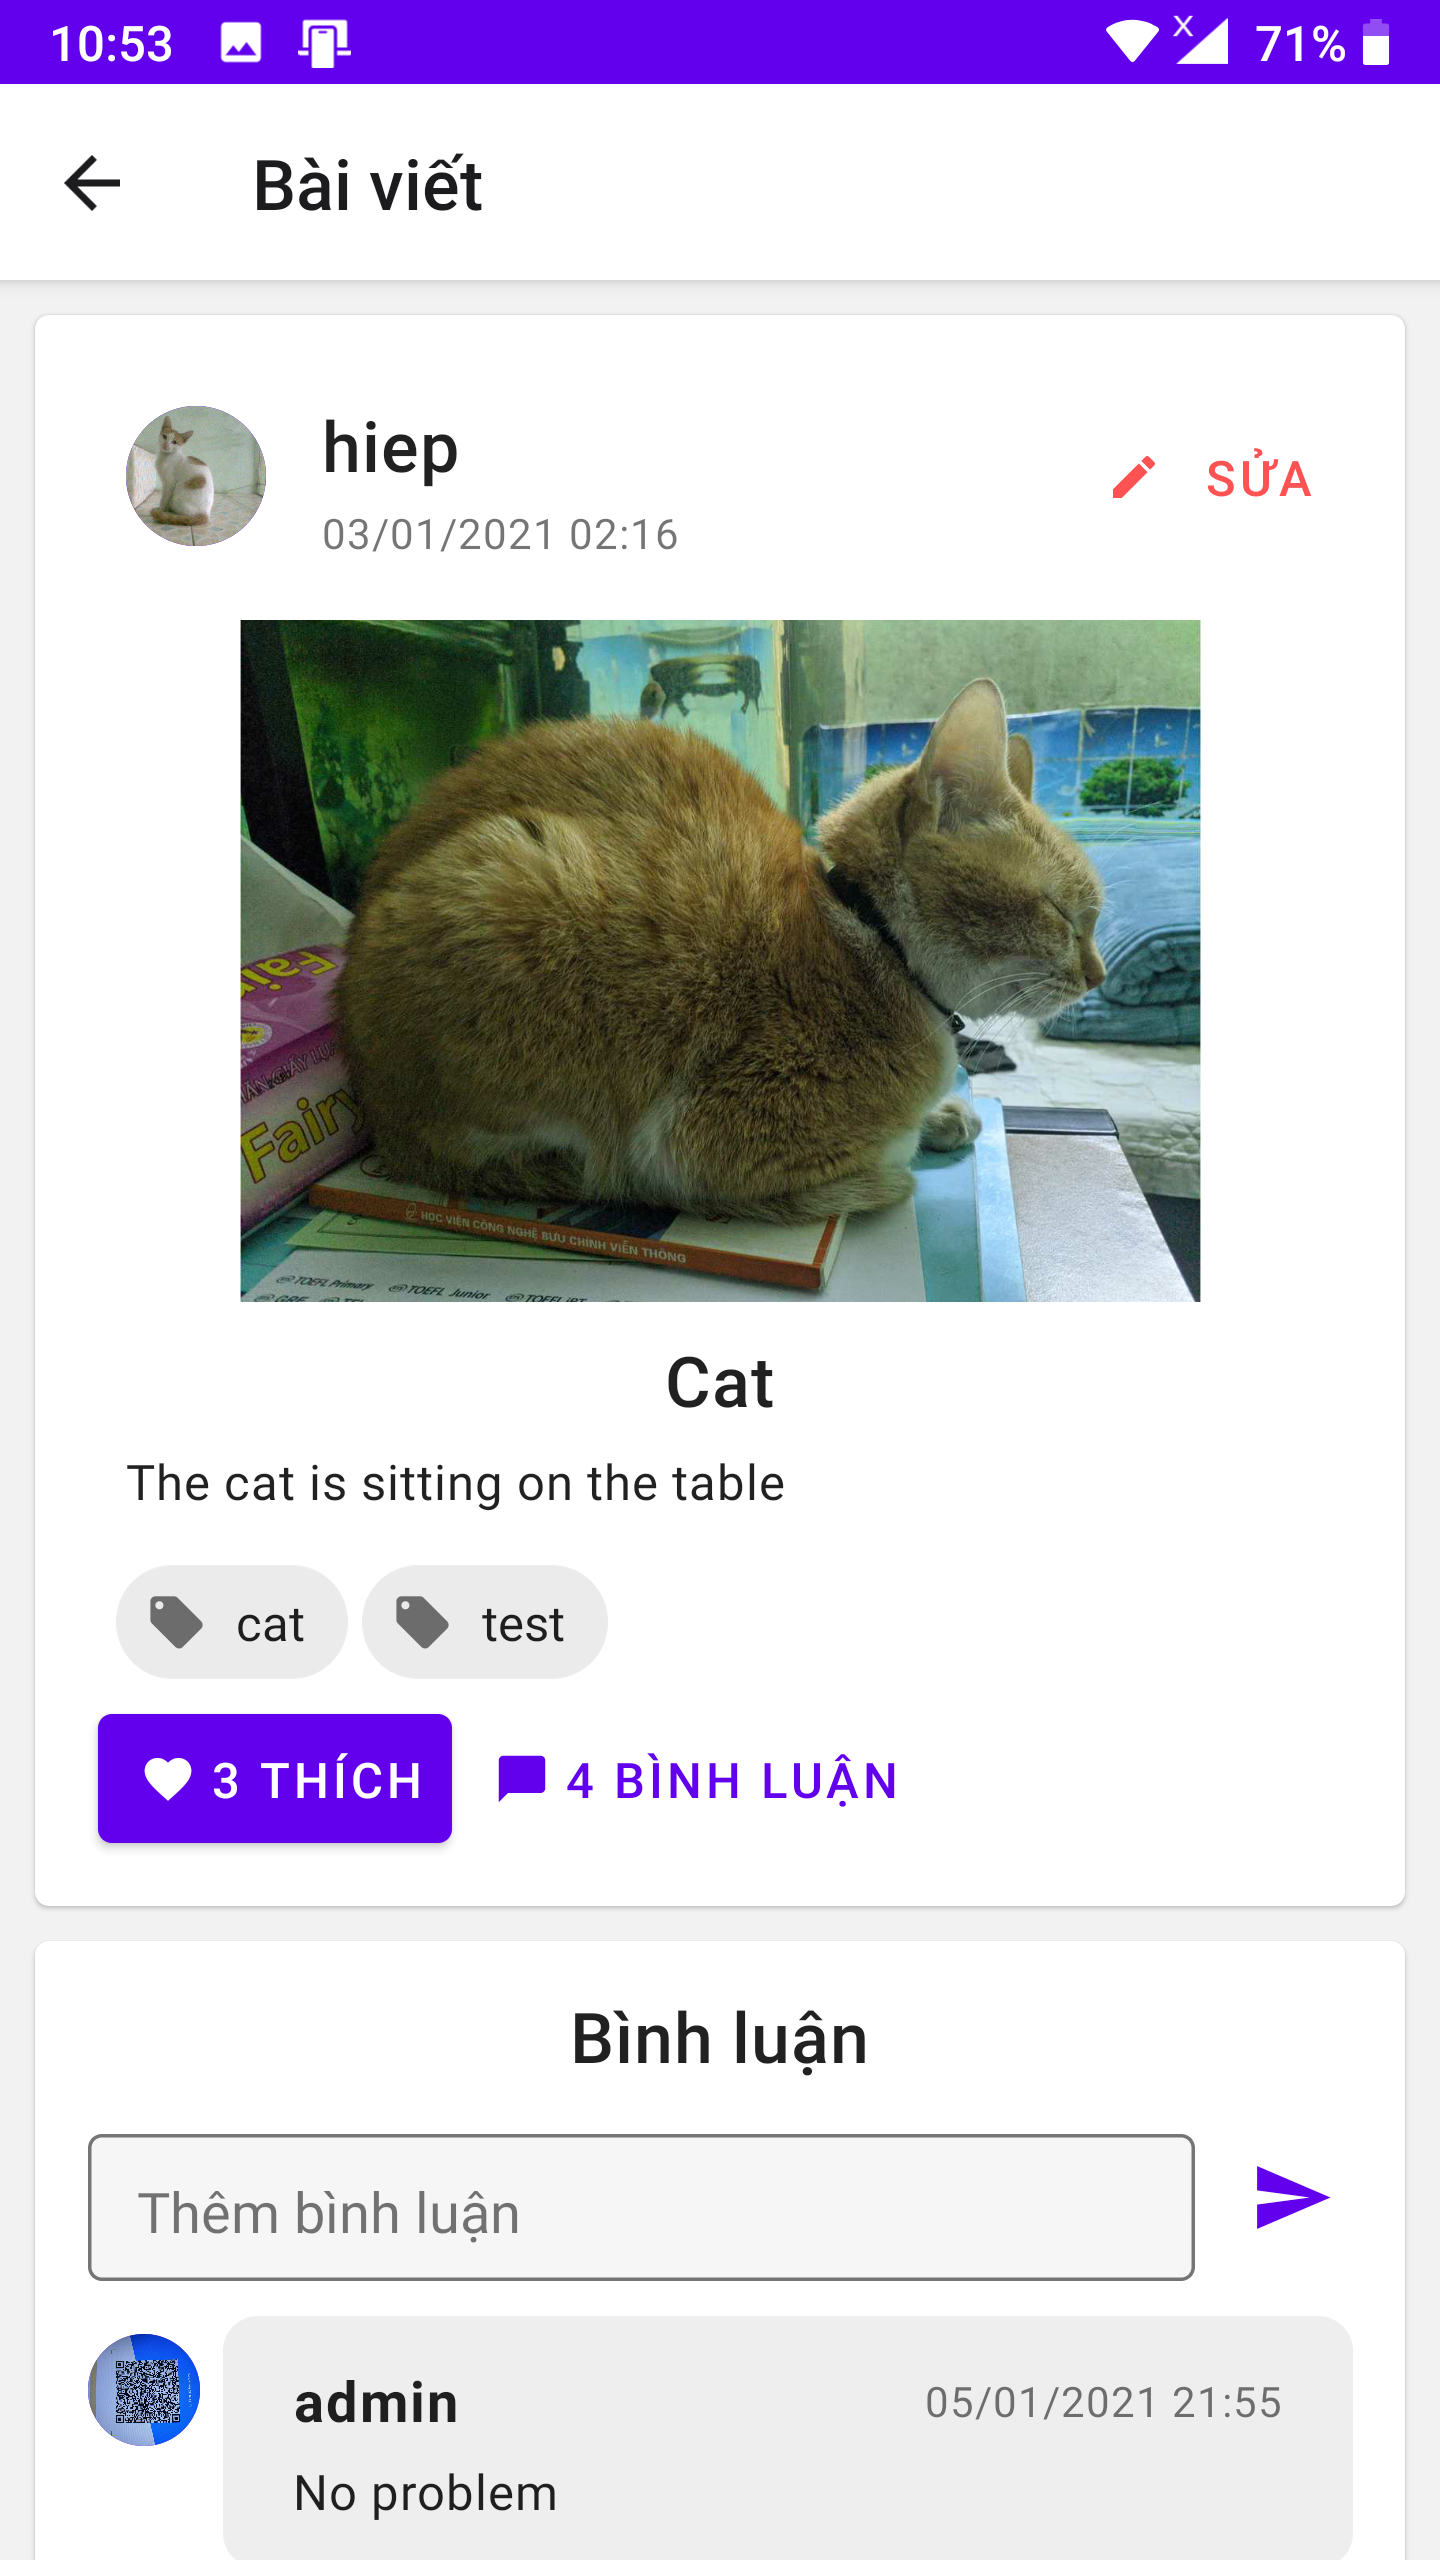 10:53
X
71%
Bài viết
hiep
SỬA
03/01/2021 02:16
Fairy
HỌC VIỆN CÔNG NGHỆ BƯU CHÍNH VIỄN THÔNG
TOEFL Primary TOEFL Junior TOEFL iBT
GRE
Cat
The cat is sitting on the table
cat test
3 THÍCH 4 BÌNH LUẬN
Bình luận
Thêm bình luận
admin 05/01/2021 21:55
No problem